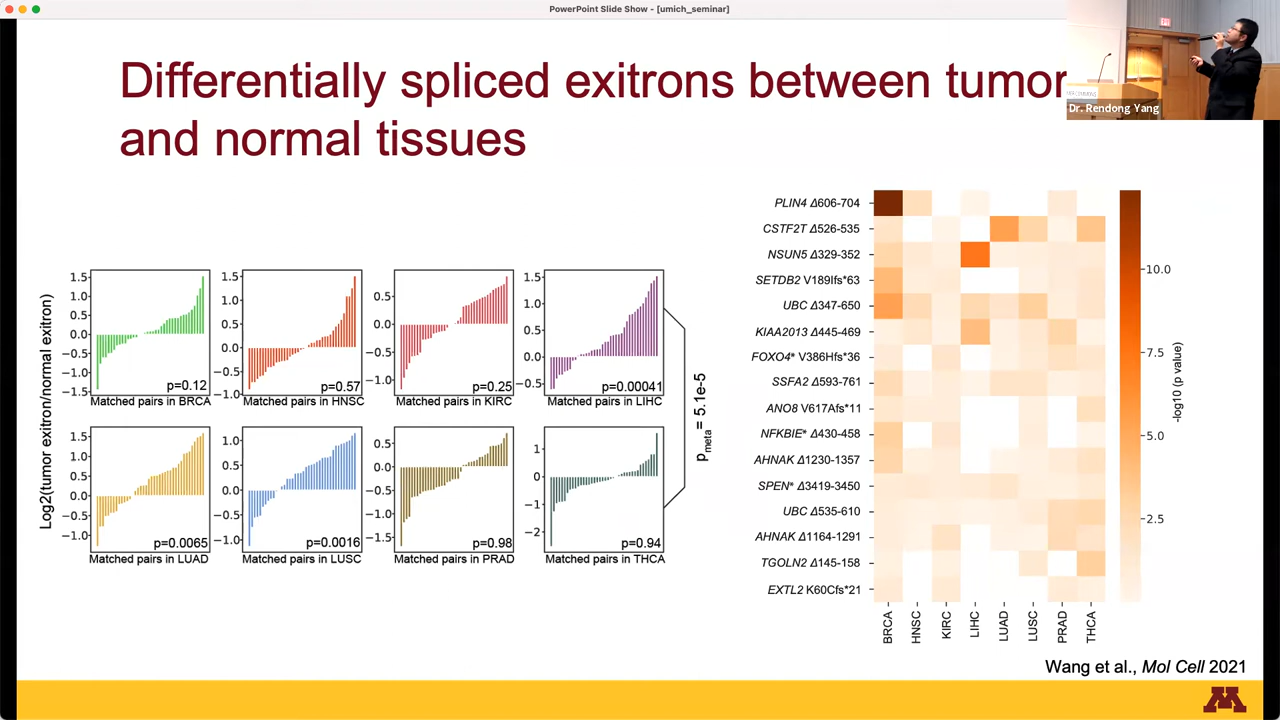 PowerPoint Slide Show - [umich_seminar]
Differentially spliced exitrons between tumor
and normal tissues
Dr. Rendong Yang
Log2(tumor exitron/normal exitron)
1.5
1.0
0.5
0.0
−0.5
−1.0
−1.5
p=0.12
Matched pairs in BRCA
1.5
1.0
0.5
0.0
−0.5
−1.0
p=0.57
Matched pairs in HNSC
0.5
0.0
−0.5
−1.0
p=0.25
Matched pairs in KIRC
1.5
1.0
0.5
0.0
−0.5
p=0.00041
Matched pairs in LIHC
1.5
1.0
0.5
0.0
−0.5
−1.0
p=0.0065
Matched pairs in LUAD
1.0
0.5
0.0
−0.5
−1.0
p=0.0016
Matched pairs in LUSC
0.5
0.0
−0.5
−1.0
−1.5
p=0.98
Matched pairs in PRAD
1
0
−1
−2
p=0.94
Matched pairs in THCA
pmeta = 5.1e-5
PLIN4 Δ606-704
CSTF2T Δ526-535
NSUN5 Δ329-352
SETDB2 V189Ifs*63
UBC Δ347-650
KIAA2013 Δ445-469
FOXO4* V386Hfs*36
SSFA2 Δ593-761
ANO8 V617Afs*11
NFKBIE* Δ430-458
AHNAK Δ1230-1357
SPEN* Δ3419-3450
UBC Δ535-610
AHNAK Δ1164-1291
TGOLN2 Δ145-158
EXTL2 K60Cfs*21
BRCA
HNSC
KIRC
LIHC
LUAD
LUSC
PRAD
THCA
10.0
7.5
5.0
2.5
-log10 (p value)
Wang et al., Mol Cell 2021
M